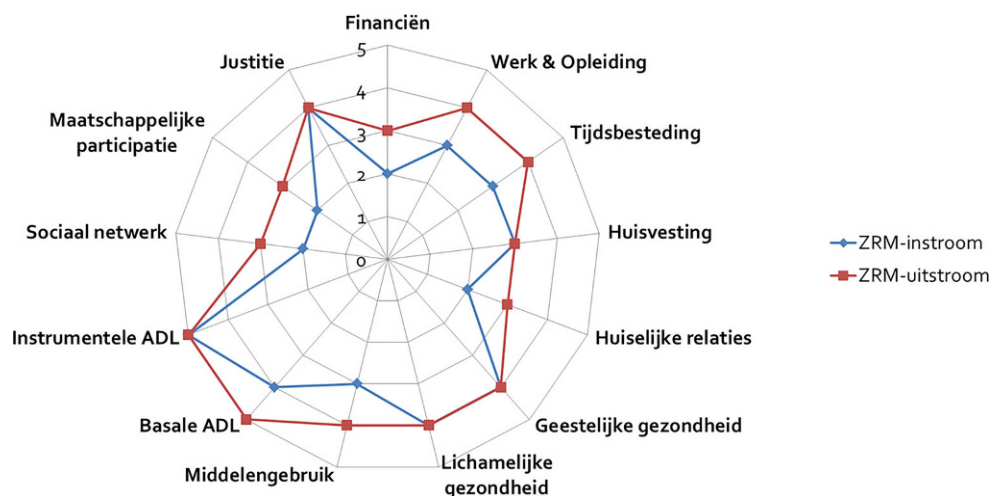 Financiën
Werk & Opleiding
Tijdsbesteding
Huisvesting
Huiselijke relaties
Geestelijke gezondheid
Lichamelijke
gezondheid
Middelengebruik
Basale ADL
Instrumentele ADL
Sociaal netwerk
Maatschappelijke
participatie
Justitie
5
4
3
2
1
0
ZRM-instroom
ZRM-uitstroom